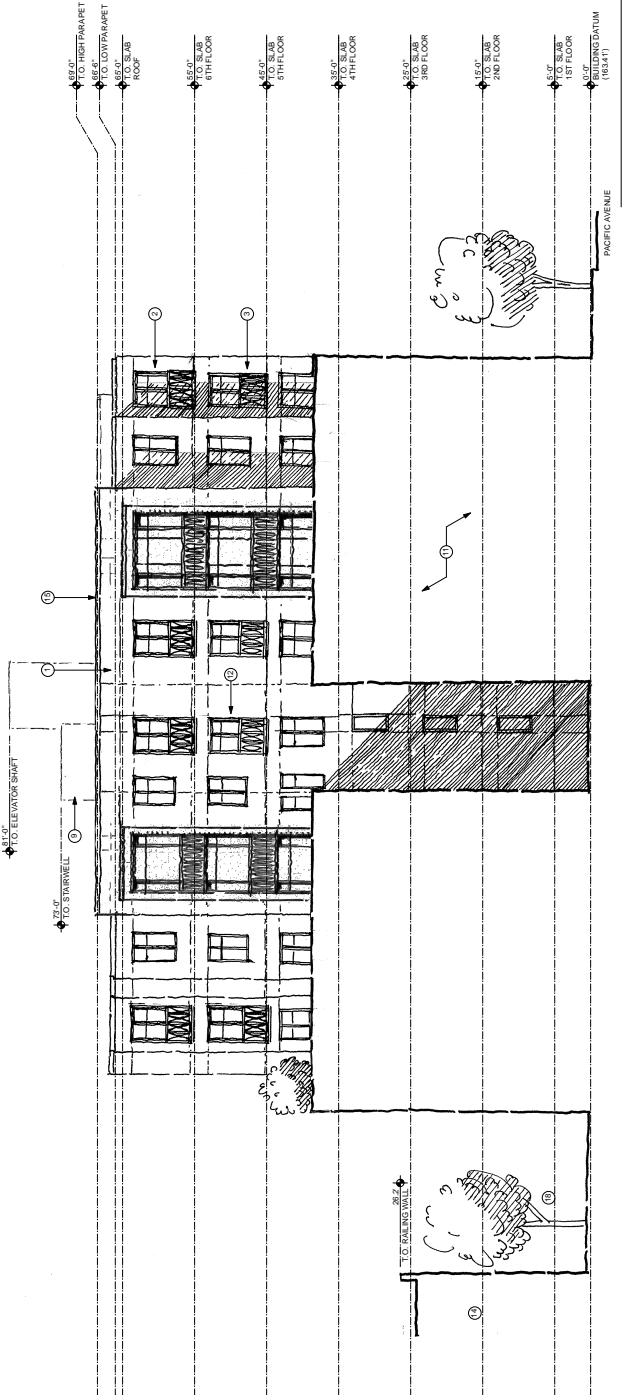 69'-0"
T.O. HIGH PARAPET
66'-6"
T.O. LOW PARAPET
65'-0"
T.O. SLAB
ROOF
55'-0"
T.O. SLAB
6TH FLOOR
45'-0"
T.O. SLAB
5TH FLOOR
35'-0"
T.O. SLAB
4TH FLOOR
25'-0"
T.O. SLAB
3RD FLOOR
15'-0"
T.O. SLAB
2ND FLOOR
5'-0"
T.O. SLAB
1ST FLOOR
0'-0"
BUILDING DATUM
(163.41')
PACIFIC AVENUE
2
3
15
1
11
12
81'-0"
T.O. ELEVATOR SHAFT
9
73'-0"
T.O. STAIRWELL
26.2'
T.O. RAILING WALL
18
14